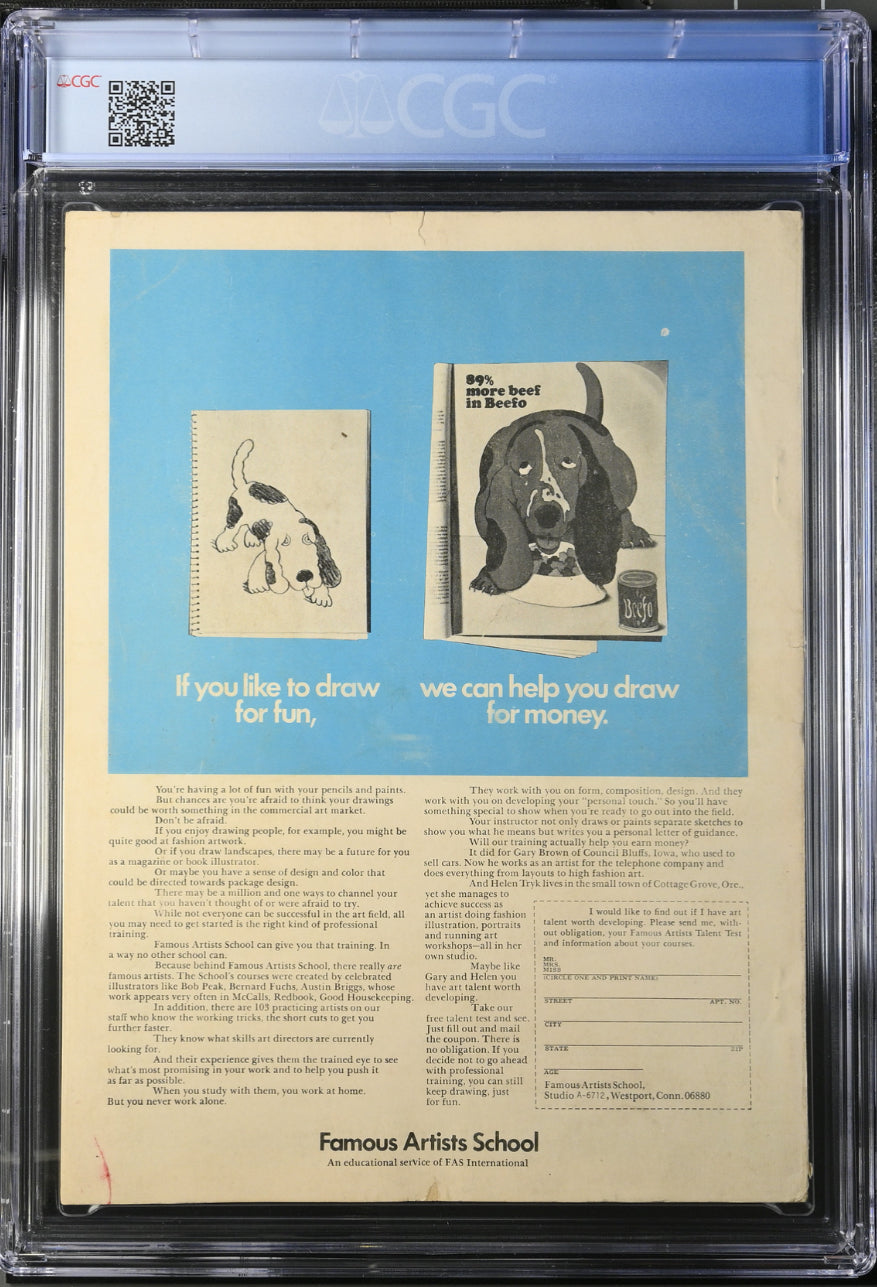 CGC
CGC
89%
more beef
in Beefo
Beefo
If you like to draw
for fun,
we can help you draw
for money.
You're having a lot of fun with your pencils and paints.
But chances are you're afraid to think your drawings
could be worth something in the commercial art market.
Don't be afraid.
If you enjoy drawing people, for example, you might be
quite good at fashion artwork.
Or if you draw landscapes, there may be a future for you
as a magazine or book illustrator.
Or maybe you have a sense of design and color that
could be directed towards package design.
There may be a million and one ways to channel your
talent that you haven't thought of or were afraid to try.
While not everyone can be successful in the art field, all
you may need to get started is the right kind of professional
training.
Famous Artists School can give you that training. In
a way no other school can.
Because behind Famous Artists School, there really are
famous artists. The School's courses were created by celebrated
illustrators like Bob Peak, Bernard Fuchs, Austin Briggs, whose
work appears very often in McCalls, Redbook, Good Housekeeping.
In addition, there are 103 practicing artists on our
staff who know the working tricks, the short cuts to get you
further faster.
They know what skills art directors are currently
looking for.
And their experience gives them the trained eye to see
what's most promising in your work and to help you push it
as far as possible.
When you study with them, you work at home.
But you never work alone.
They work with you on form, composition, design. And they
work with you on developing your "personal touch." So you'll have
something special to show when you're ready to go out into the field.
Your instructor not only draws or paints separate sketches to
show you what he means but writes you a personal letter of guidance.
Will our training actually help you earn money?
It did for Gary Brown of Council Bluffs, Iowa, who used to
sell cars. Now he works as an artist for the telephone company and
does everything from layouts to high fashion art.
And Helen Tryk lives in the small town of Cottage Grove, Ore.,
yet she manages to
achieve success as
an artist doing fashion
illustration, portraits
and running art
workshops—all in her
own studio.
Maybe like
Gary and Helen you
have art talent worth
developing.
Take our
free talent test and see.
Just fill out and mail
the coupon. There is
no obligation. If you
decide not to go ahead
with professional
training, you can still
keep drawing, just
for fun.
I would like to find out if I have art
talent worth developing. Please send me, with-
out obligation, your Famous Artists Talent Test
and information about your courses.
MR.
MRS.
MISS
(CIRCLE ONE AND PRINT NAME)
STREET APT. NO.
CITY
STATE ZIP
AGE
Famous Artists School,
Studio A-6712, Westport, Conn. 06880
Famous Artists School
An educational service of FAS International